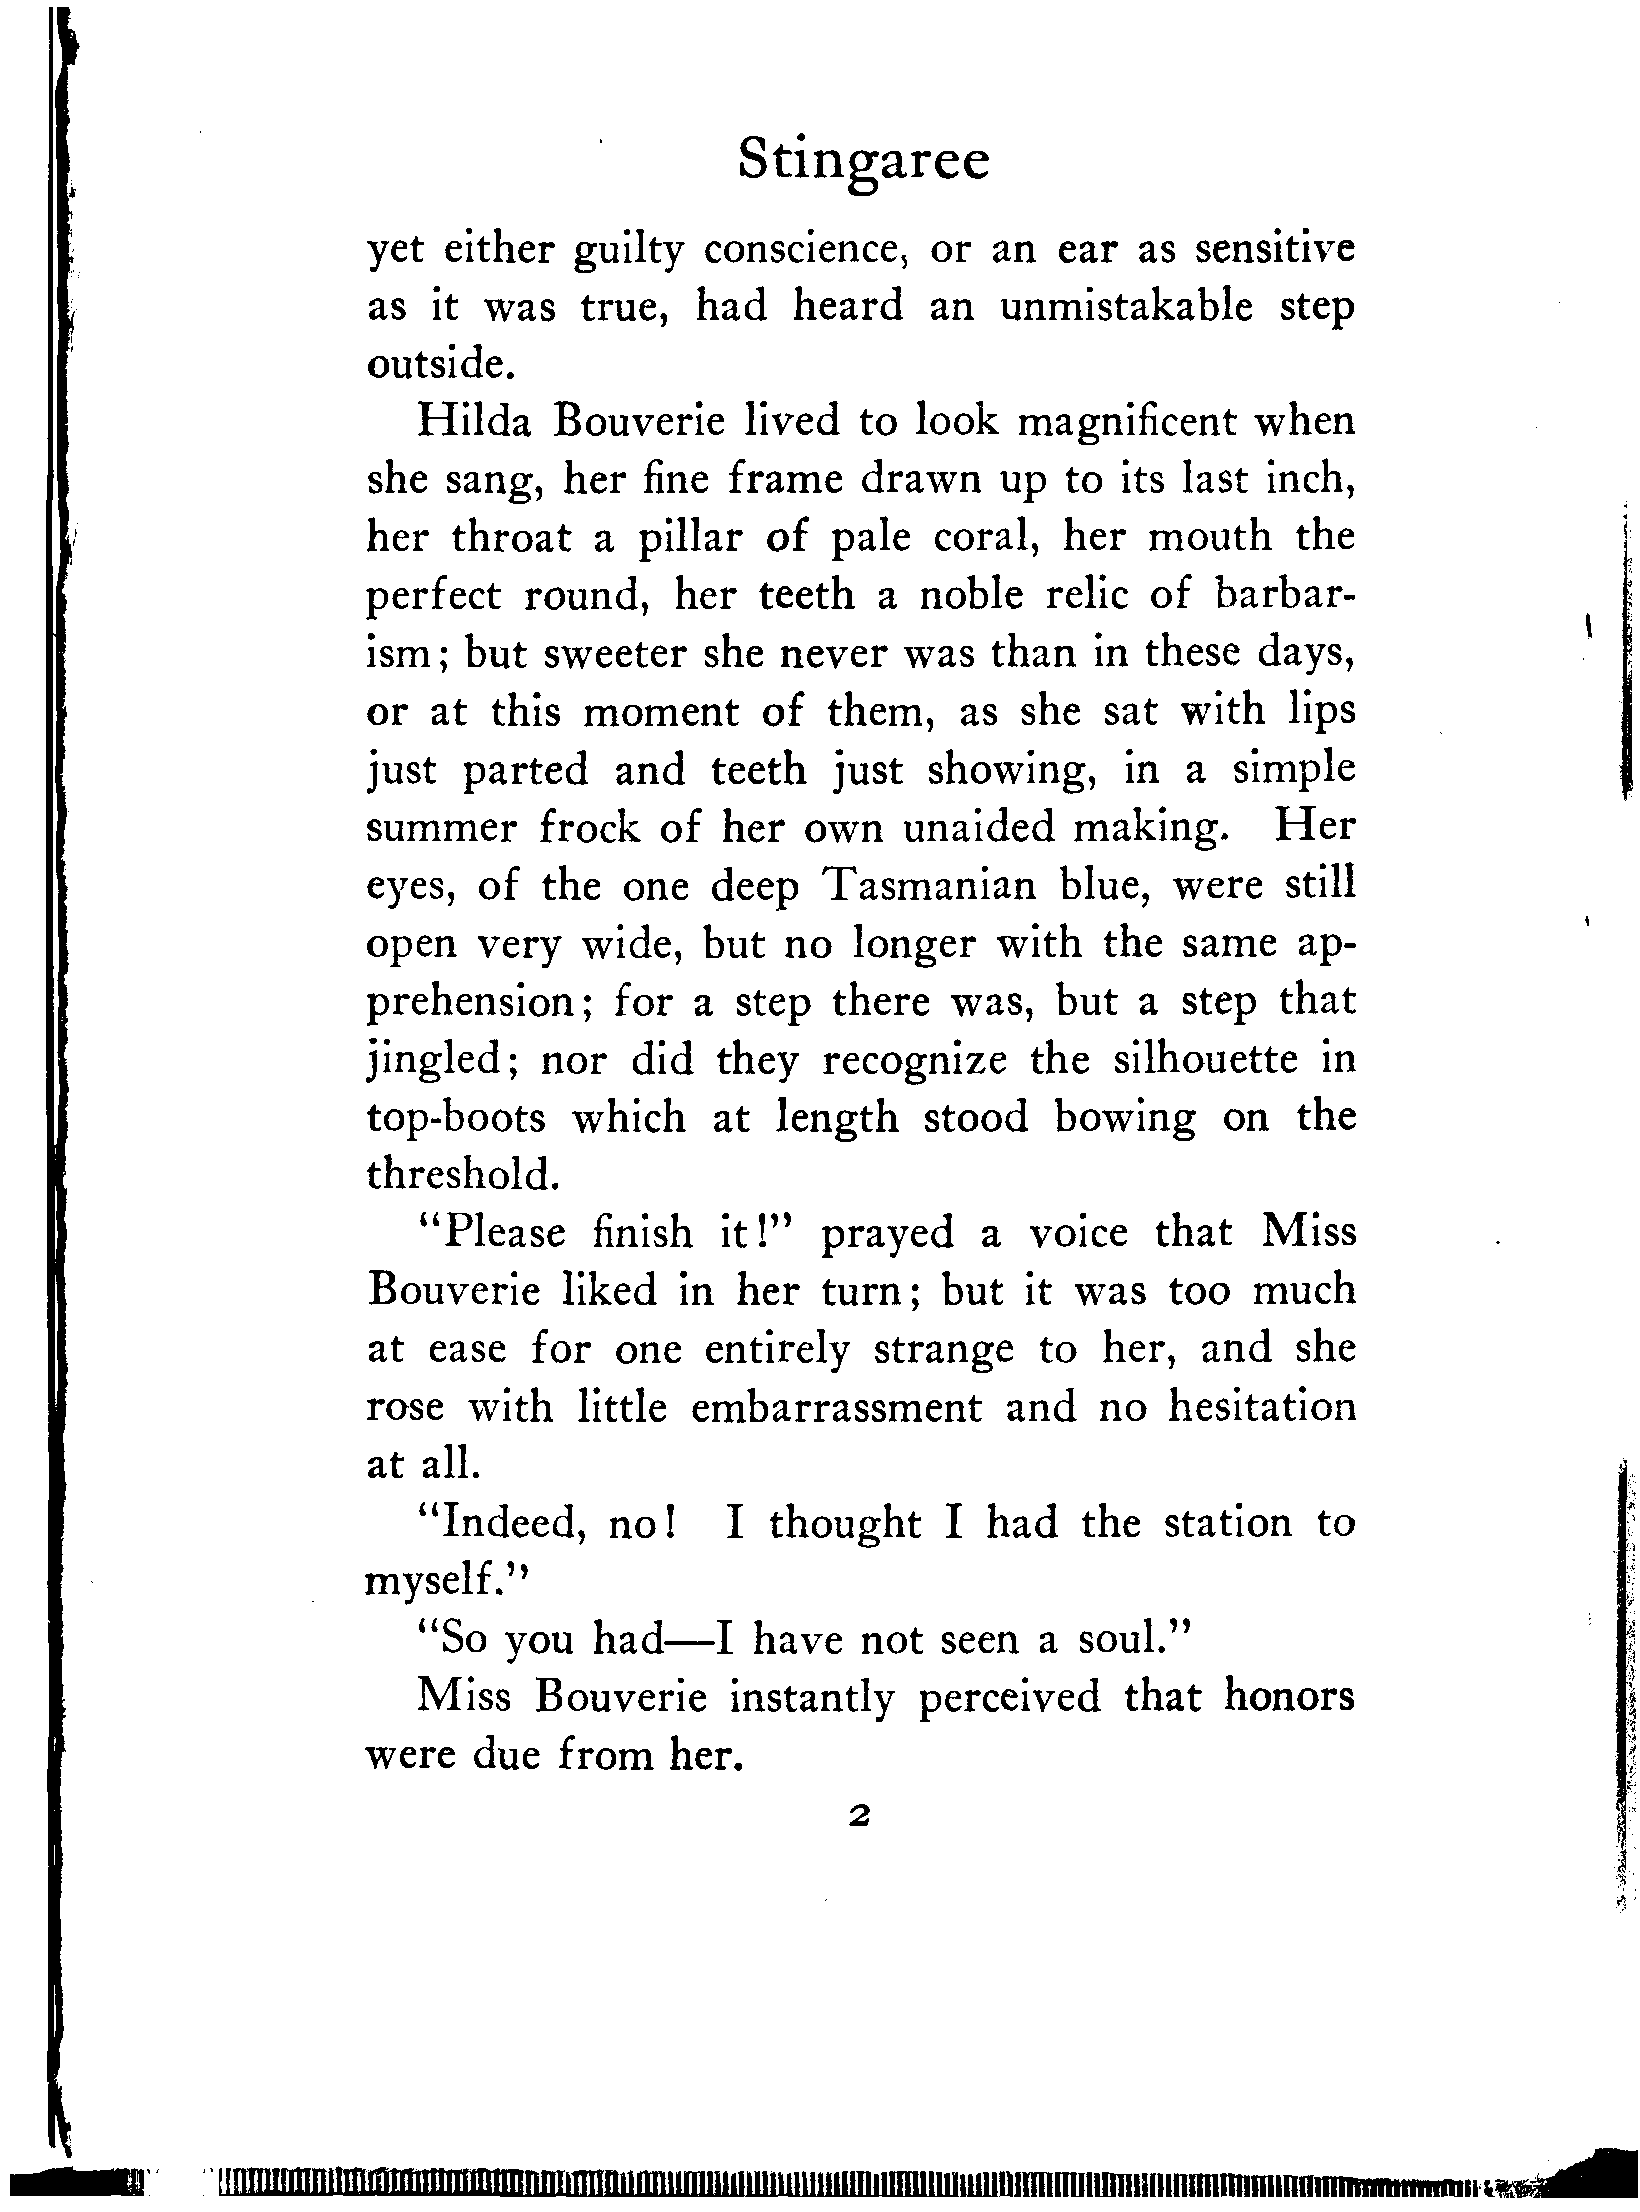 Stingaree
yet either guilty conscience, or an ear as sensitive
as it was true, had heard an unmistakable step
outside.
Hilda Bouverie lived to look magnificent when
she sang, her fine frame drawn up to its last inch,
her throat a pillar of pale coral, her mouth the
perfect round, her teeth a noble relic of barbar-
ism; but sweeter she never was than in these days,
or at this moment of them, as she sat with lips
just parted and teeth just showing, in a simple
summer frock of her own unaided making. Her
eyes, of the one deep Tasmanian blue, were still
open very wide, but no longer with the same ap-
prehension; for a step there was, but a step that
jingled; nor did they recognize the silhouette in
top-boots which at length stood bowing on the
threshold.
"Please finish it!" prayed a voice that Miss
Bouverie liked in her turn; but it was too much
at ease for one entirely strange to her, and she
rose with little embarrassment and no hesitation
at all.
"Indeed, no! I thought I had the station to
myself."
"So you had—I have not seen a soul."
Miss Bouverie instantly perceived that honors
were due from her.
2